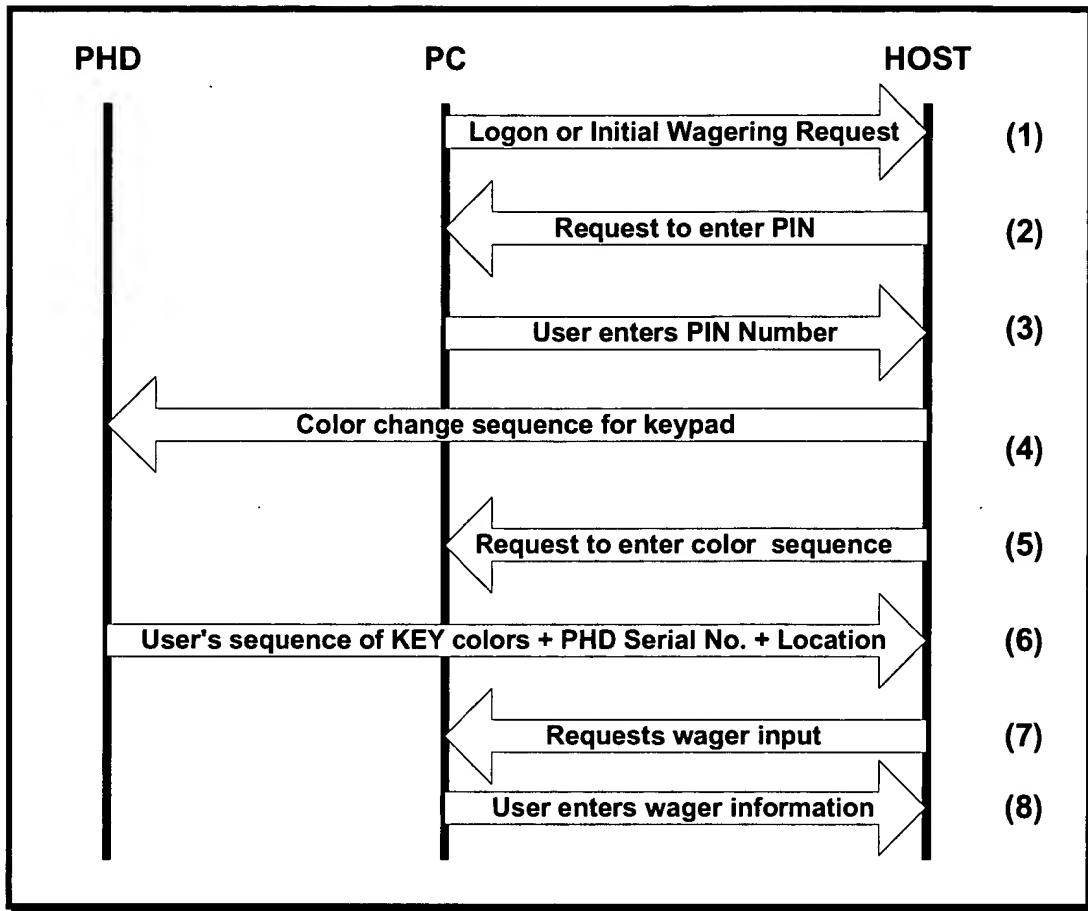 PHD PC HOST
Logon or Initial Wagering Request (1)
Request to enter PIN (2)
User enters PIN Number (3)
Color change sequence for keypad (4)
Request to enter color sequence (5)
User's sequence of KEY colors + PHD Serial No. + Location (6)
Requests wager input (7)
User enters wager information (8)